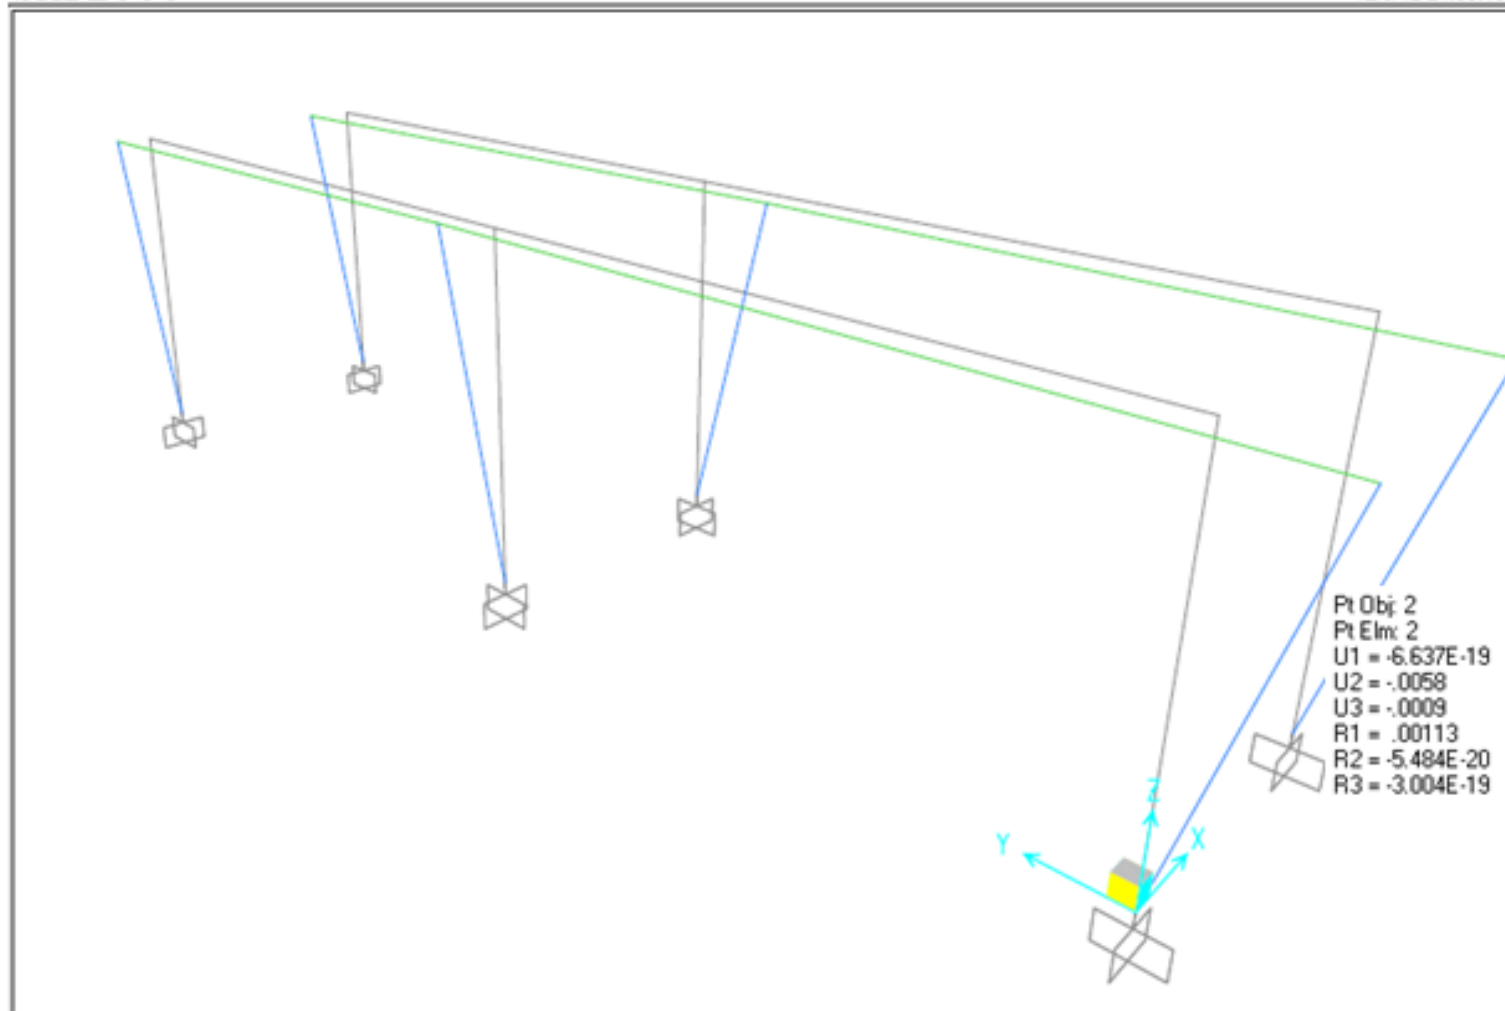 Pt Obj: 2
Pt Elm: 2
U1 = -6.637E-19
U2 = -.0058
U3 = -.0009
R1 = .00113
R2 = -5.484E-20
R3 = -3.004E-19
Z
Y
X